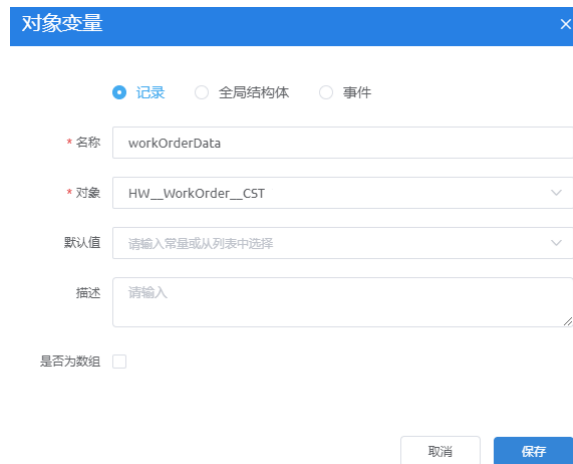 对象变量
记录 全局结构体 事件
* 名称 workOrderData
* 对象 HW__WorkOrder__CST
默认值 请输入常量或从列表中选择
描述 请输入
是否为数组
取消 保存